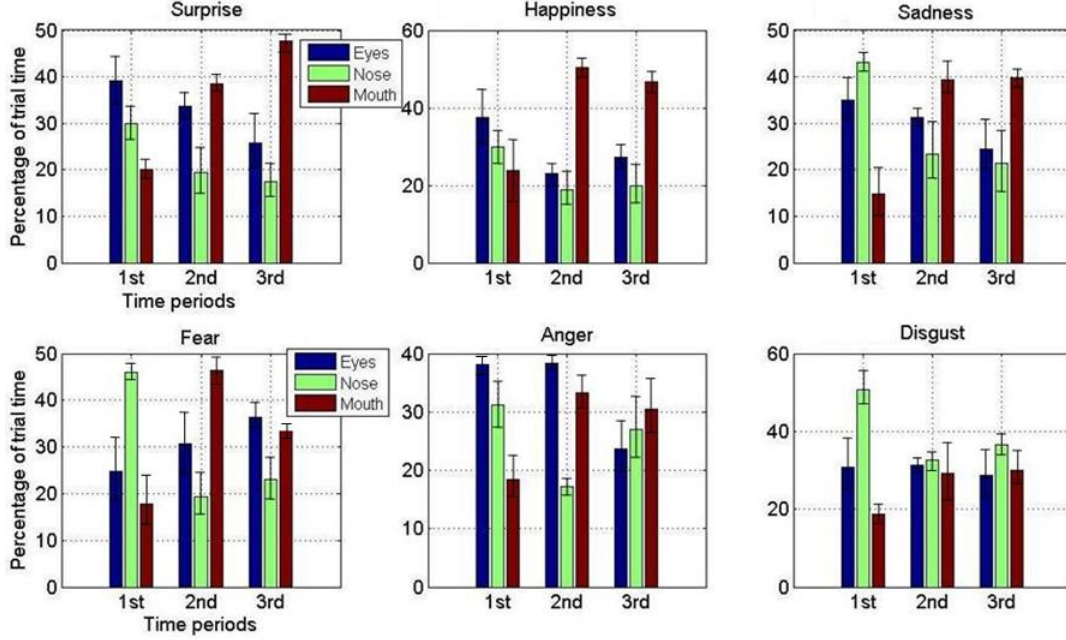 Surprise
Happiness
Sadness
Percentage of trial time
50
40
30
20
10
0
Eyes
Nose
Mouth
1st 2nd 3rd
Time periods
60
40
20
0
1st 2nd 3rd
50
40
30
20
10
0
1st 2nd 3rd
Fear
Anger
Disgust
Percentage of trial time
50
40
30
20
10
0
Eyes
Nose
Mouth
1st 2nd 3rd
Time periods
40
30
20
10
0
1st 2nd 3rd
60
40
20
0
1st 2nd 3rd